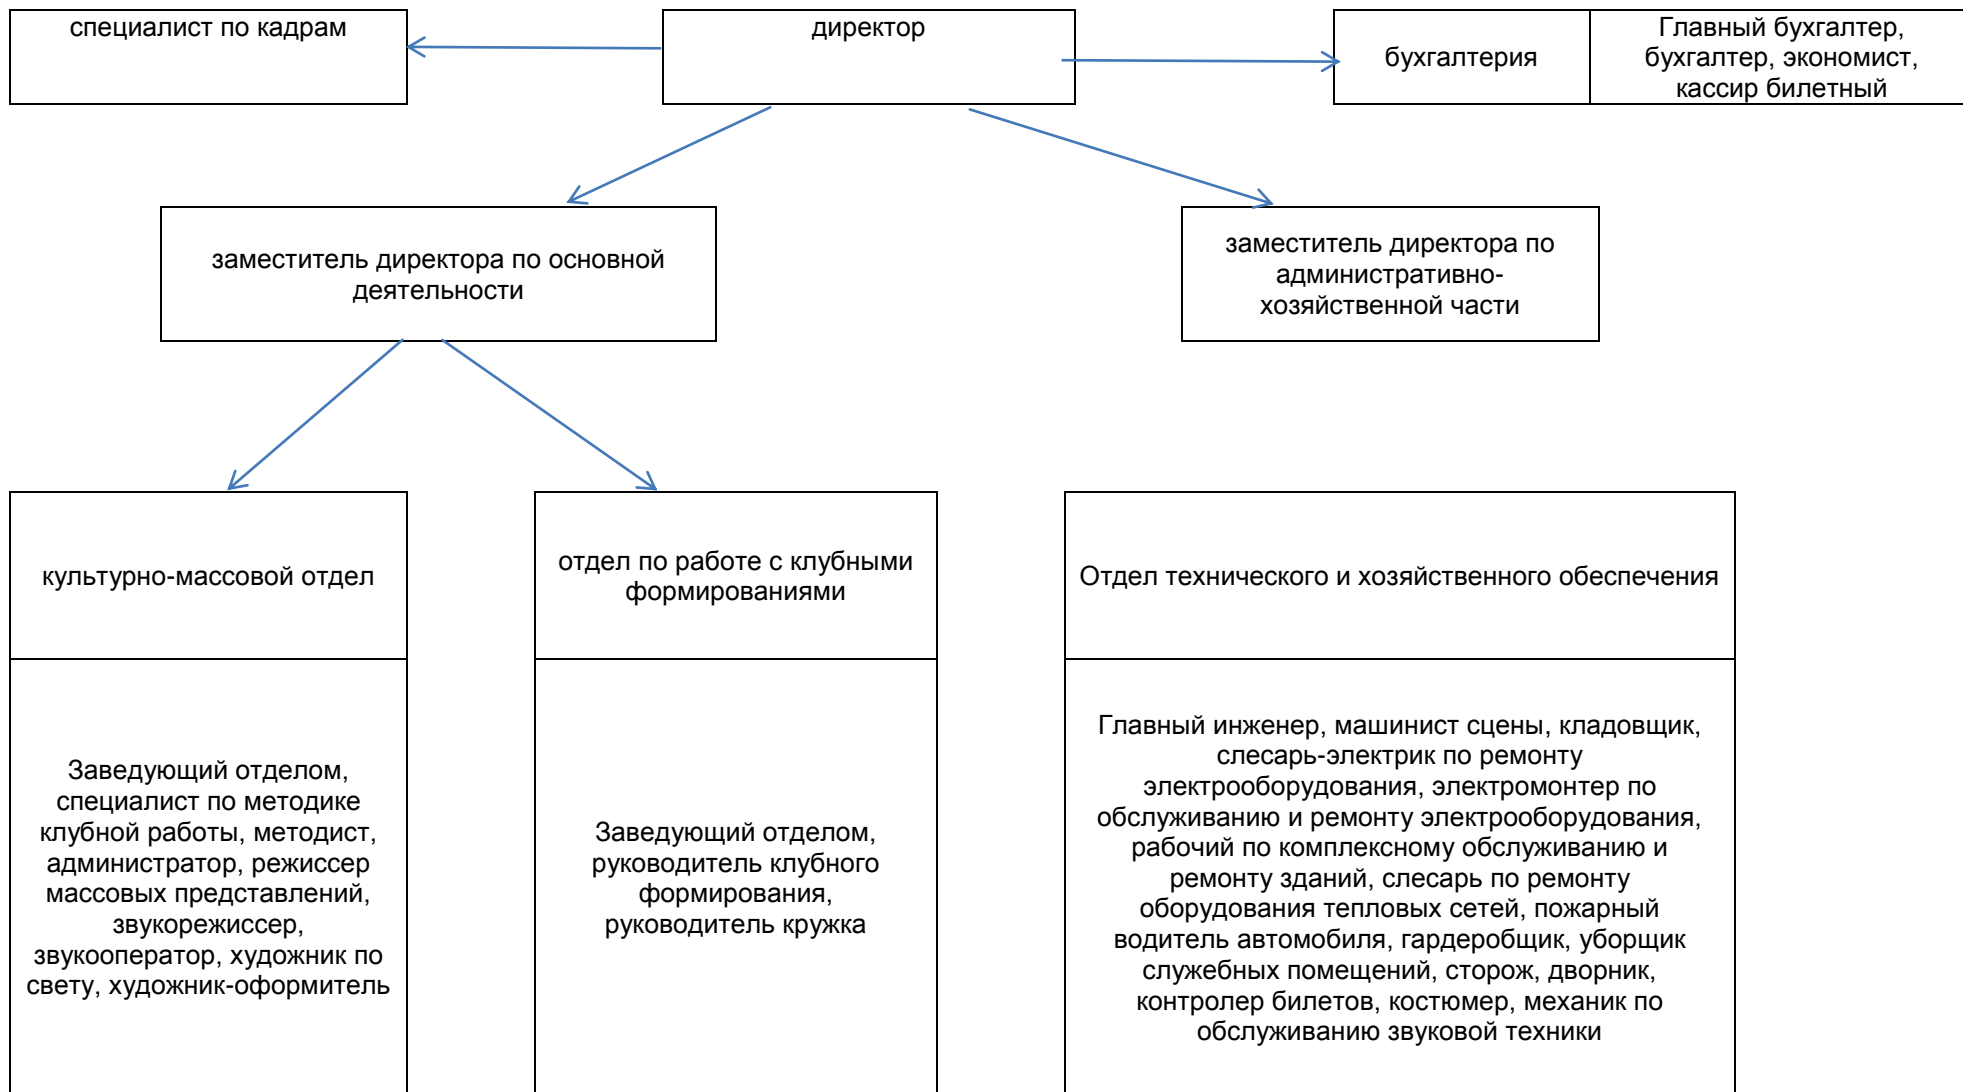 специалист по кадрам
директор
бухгалтерия
Главный бухгалтер,
бухгалтер, экономист,
кассир билетный
заместитель директора по основной
деятельности
заместитель директора по
административно-
хозяйственной части
культурно-массовой отдел
отдел по работе с клубными
формированиями
Отдел технического и хозяйственного обеспечения
Заведующий отделом,
специалист по методике
клубной работы, методист,
администратор, режиссер
массовых представлений,
звукорежиссер,
звукооператор, художник по
свету, художник-оформитель
Заведующий отделом,
руководитель клубного
формирования,
руководитель кружка
Главный инженер, машинист сцены, кладовщик,
слесарь-электрик по ремонту
электрооборудования, электромонтер по
обслуживанию и ремонту электрооборудования,
рабочий по комплексному обслуживанию и
ремонту зданий, слесарь по ремонту
оборудования тепловых сетей, пожарный
водитель автомобиля, гардеробщик, уборщик
служебных помещений, сторож, дворник,
контролер билетов, костюмер, механик по
обслуживанию звуковой техники